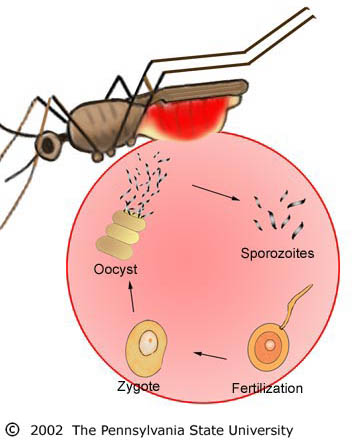 Sporozoites
Oocyst
Zygote
Fertilization
© 2002 The Pennsylvania State University